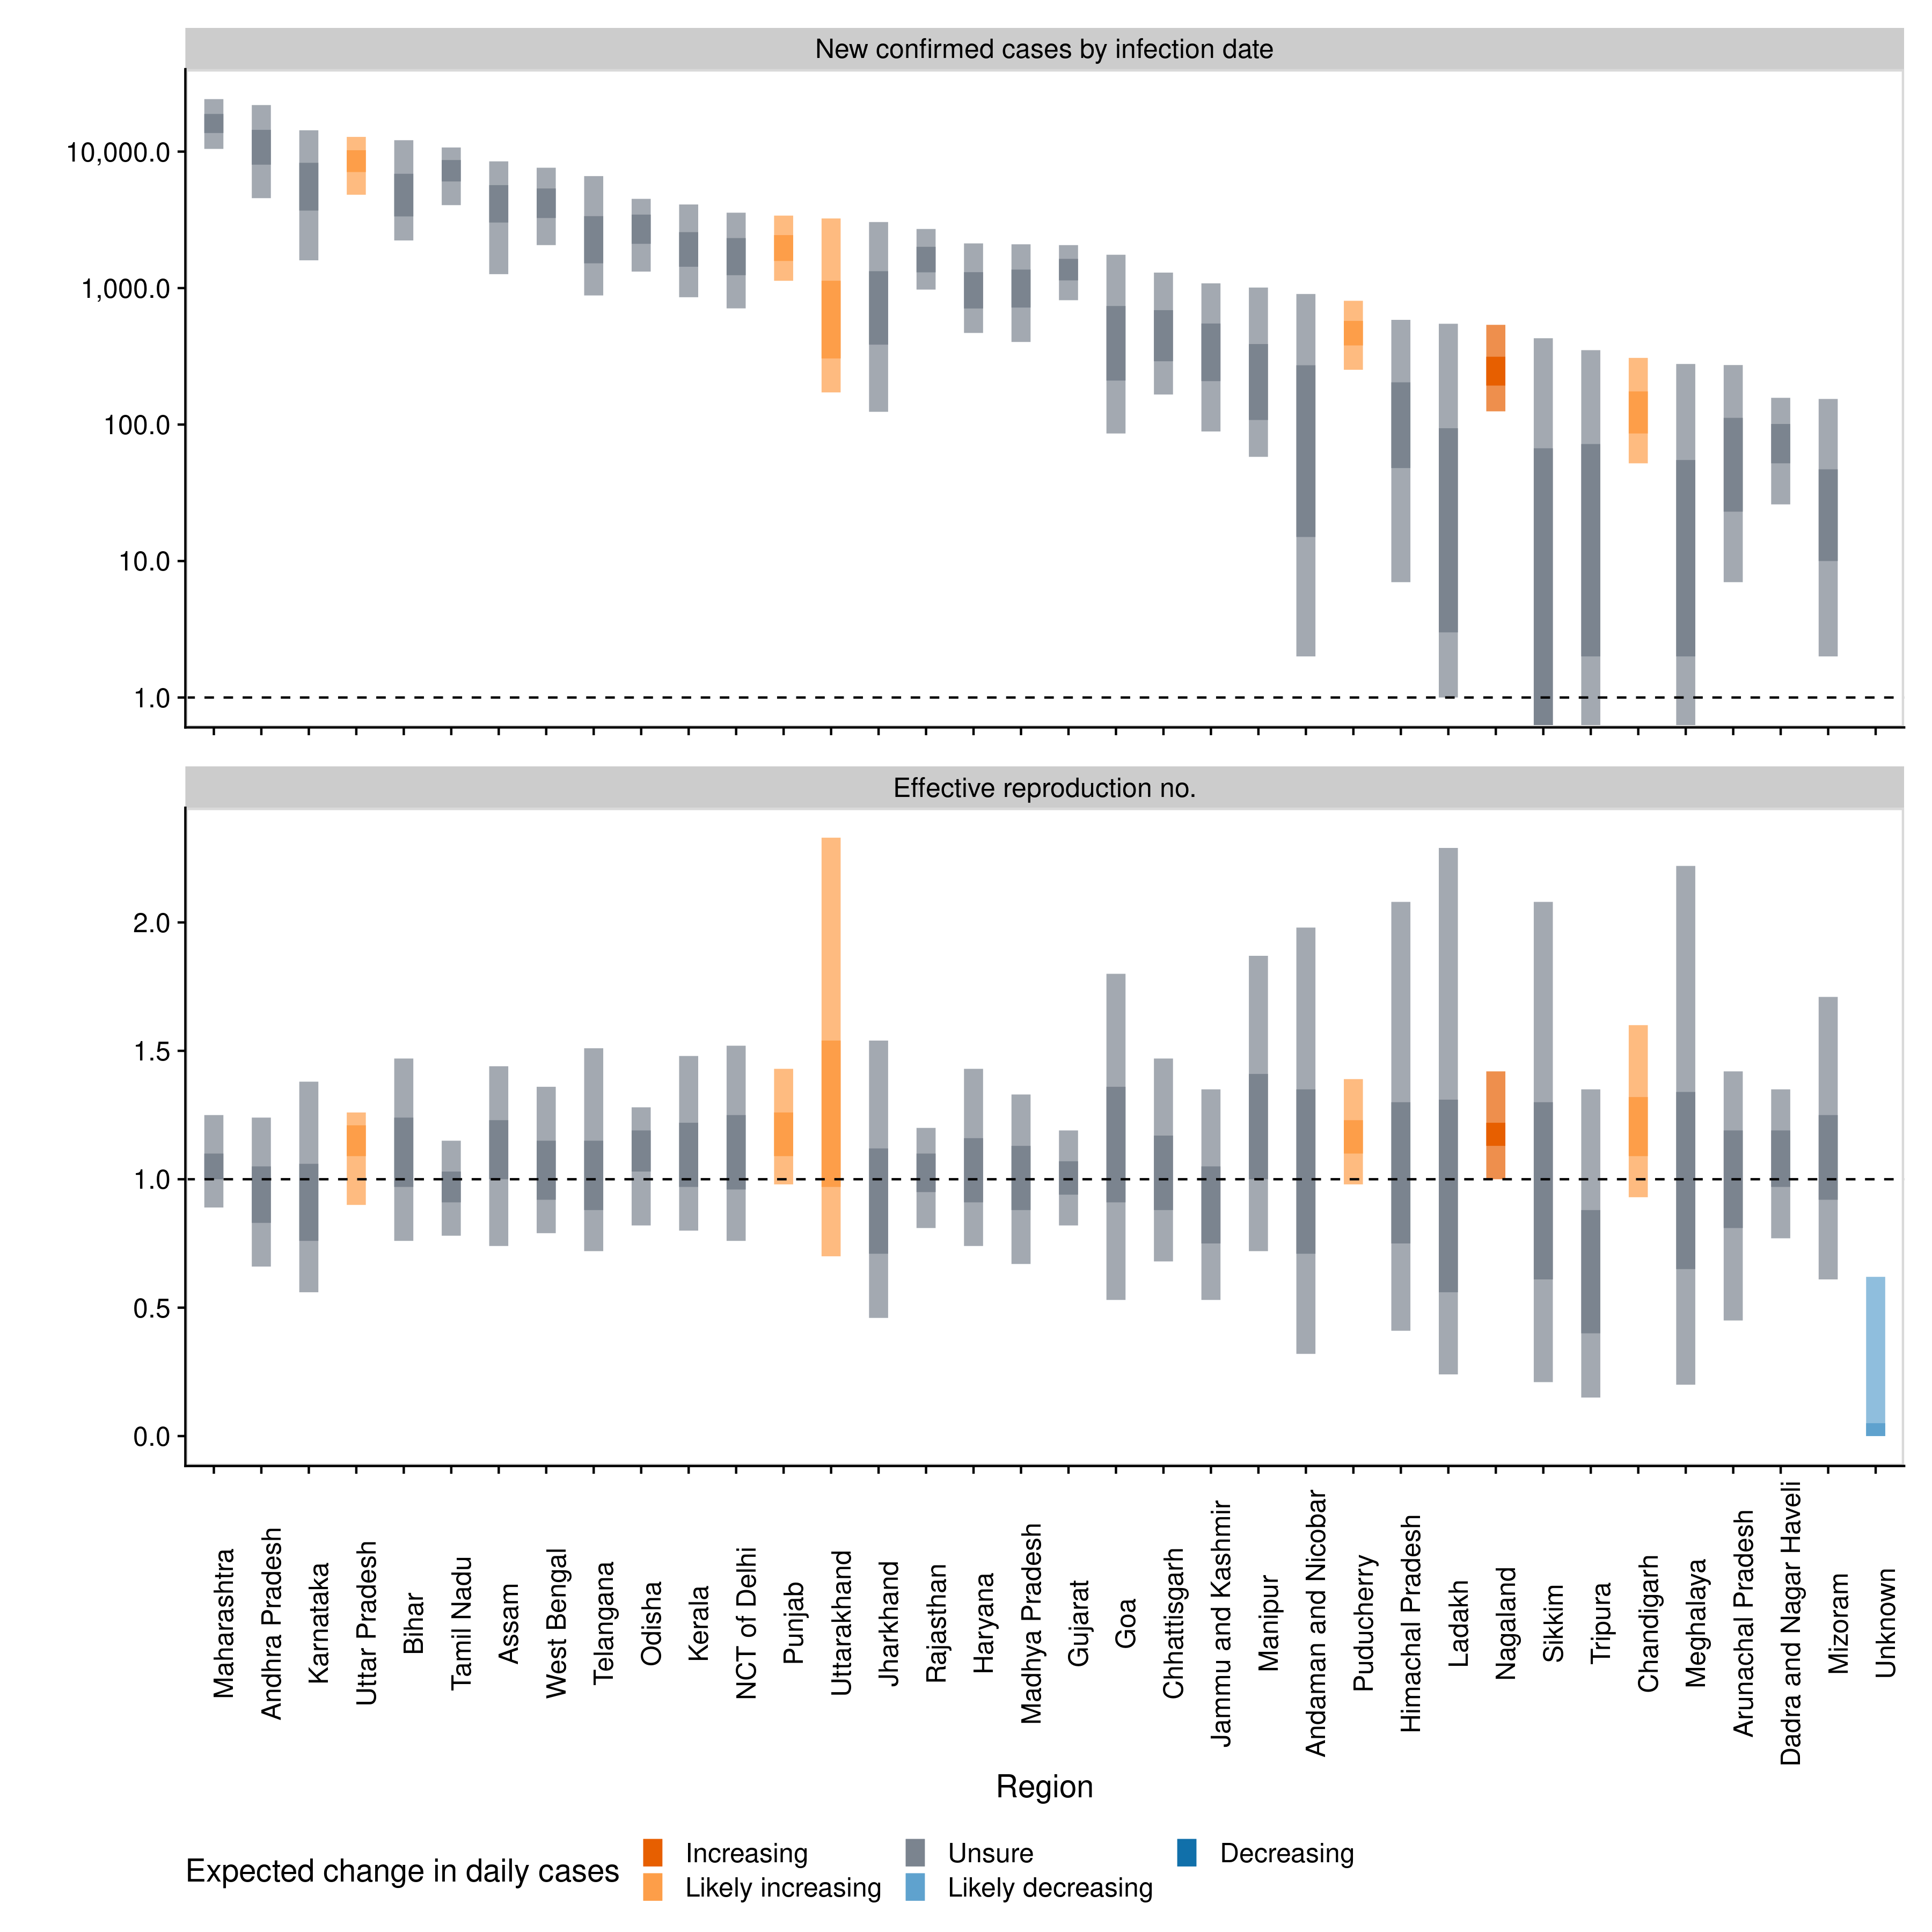 New confirmed cases by infection date
10,000.0
1,000.0
100.0
10.0
1.0
Effective reproduction no.
2.0
1.5
1.0
0.5
0.0
Maharashtra
Andhra Pradesh
Karnataka
Uttar Pradesh
Bihar
Tamil Nadu
Assam
West Bengal
Telangana
Odisha
Kerala
NCT of Delhi
Punjab
Uttarakhand
Jharkhand
Rajasthan
Haryana
Madhya Pradesh
Gujarat
Goa
Chhattisgarh
Jammu and Kashmir
Manipur
Andaman and Nicobar
Puducherry
Himachal Pradesh
Ladakh
Nagaland
Sikkim
Tripura
Chandigarh
Meghalaya
Arunachal Pradesh
Dadra and Nagar Haveli
Mizoram
Unknown
Region
Expected change in daily cases
Increasing
Likely increasing
Unsure
Likely decreasing
Decreasing